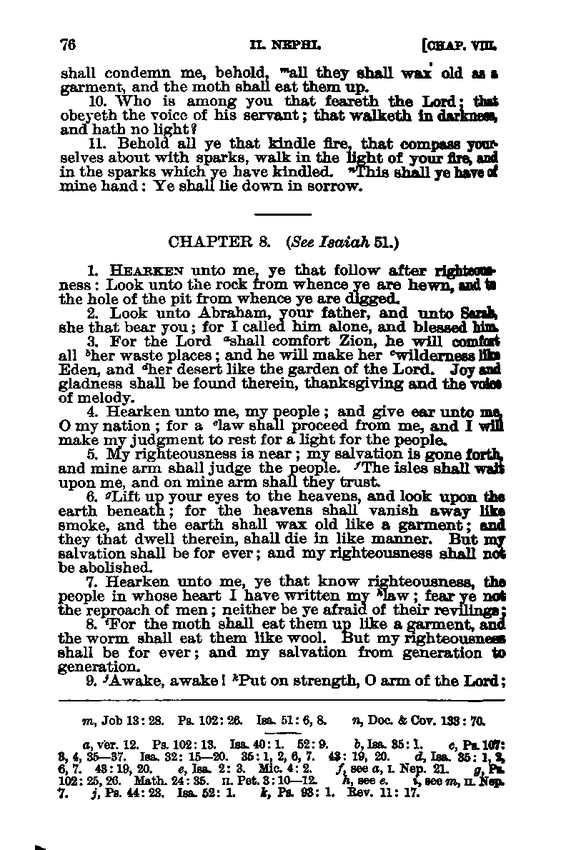 76 II. NEPHI. [CHAP. VIII.
shall condemn me, behold, ᵐall they shall wax old as a
garment, and the moth shall eat them up.
10. Who is among you that feareth the Lord; that
obeyeth the voice of his servant; that walketh in darkness,
and hath no light?
11. Behold all ye that kindle fire, that compass your-
selves about with sparks, walk in the light of your fire, and
in the sparks which ye have kindled. ⁿThis shall ye have of
mine hand: Ye shall lie down in sorrow.
CHAPTER 8. (See Isaiah 51.)
1. HEARKEN unto me, ye that follow after righteous-
ness: Look unto the rock from whence ye are hewn, and to
the hole of the pit from whence ye are digged.
2. Look unto Abraham, your father, and unto Sarah,
she that bear you; for I called him alone, and blessed him.
3. For the Lord ᵃshall comfort Zion, he will comfort
all ᵇher waste places; and he will make her ᶜwilderness like
Eden, and ᵈher desert like the garden of the Lord. Joy and
gladness shall be found therein, thanksgiving and the voice
of melody.
4. Hearken unto me, my people; and give ear unto me,
O my nation; for a ᵉlaw shall proceed from me, and I will
make my judgment to rest for a light for the people.
5. My righteousness is near; my salvation is gone forth,
and mine arm shall judge the people. ᶠThe isles shall wait
upon me, and on mine arm shall they trust.
6. ᵍLift up your eyes to the heavens, and look upon the
earth beneath; for the heavens shall vanish away like
smoke, and the earth shall wax old like a garment; and
they that dwell therein, shall die in like manner. But my
salvation shall be for ever; and my righteousness shall not
be abolished.
7. Hearken unto me, ye that know righteousness, the
people in whose heart I have written my ʰlaw; fear ye not
the reproach of men; neither be ye afraid of their revilings;
8. ⁱFor the moth shall eat them up like a garment, and
the worm shall eat them like wool. But my righteousness
shall be for ever; and my salvation from generation to
generation.
9. ʲAwake, awake! ᵏPut on strength, O arm of the Lord;
m, Job 13: 28. Ps. 102: 26. Isa. 51: 6, 8. n, Doc. & Cov. 133: 70.
a, ver. 12. Ps. 102: 13. Isa. 40: 1. 52: 9. b, Isa. 35: 1. c, Ps. 107:
3, 4, 35—37. Isa. 32: 15—20. 35: 1, 2, 6, 7. 43: 19, 20. d, Isa. 35: 1, 2,
6, 7. 43: 19, 20. e, Isa. 2: 3. Mic. 4: 2. f, see a, I. Nep. 21. g, Ps.
102: 25, 26. Math. 24: 35. II. Pet. 3: 10—12. h, see e. i, see m, II. Nep.
7. j, Ps. 44: 23. Isa. 52: 1. k, Ps. 93: 1. Rev. 11: 17.